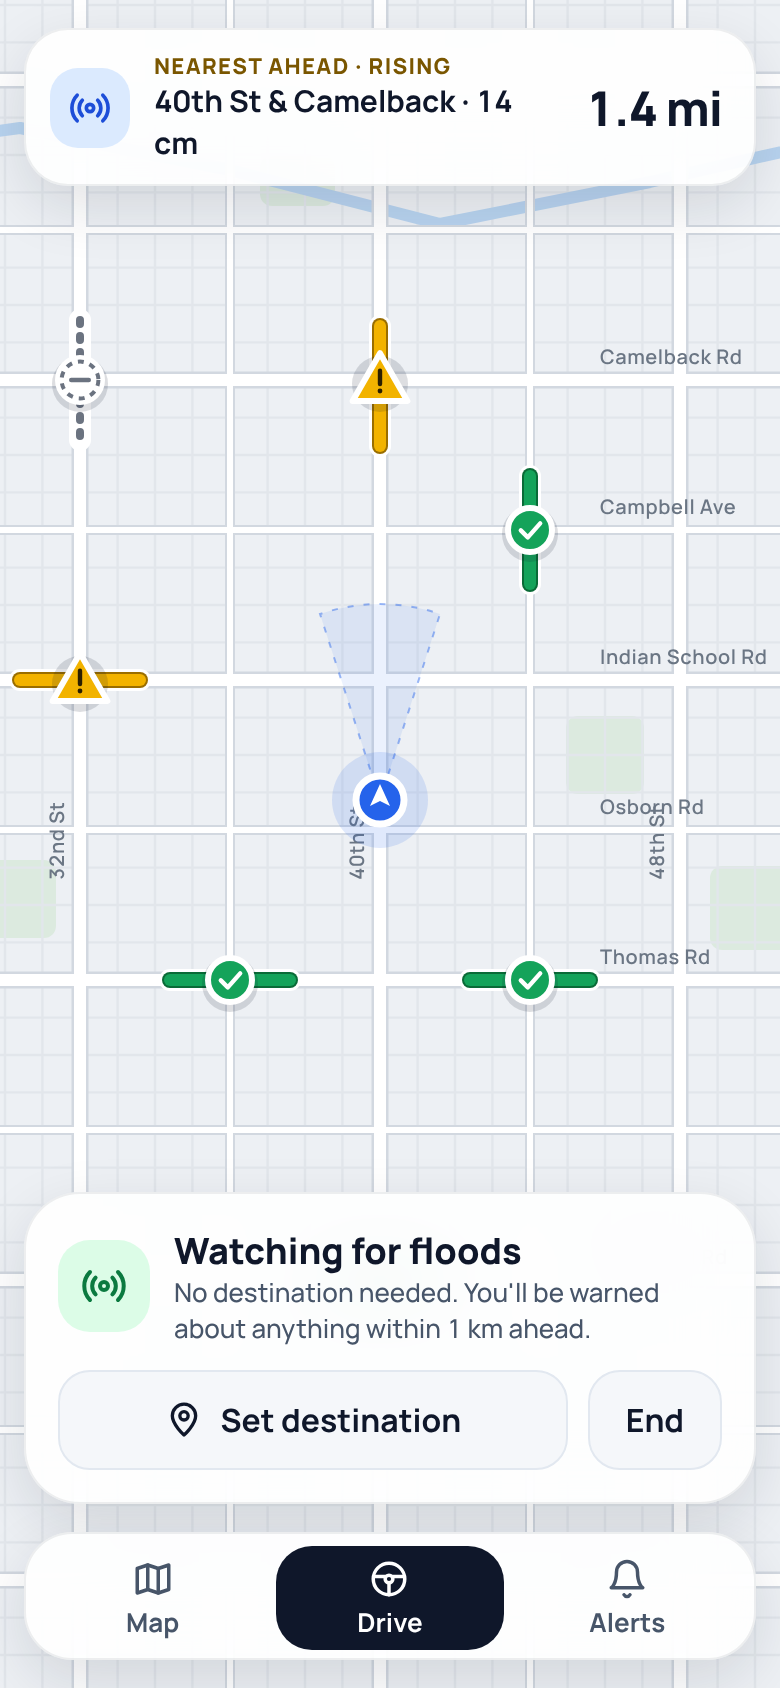 NEAREST AHEAD · RISING
40th St & Camelback · 14
cm
1.4 mi
Camelback Rd
Campbell Ave
Indian School Rd
Osborn Rd
32nd St
40th St
48th St
Thomas Rd
Watching for floods
No destination needed. You'll be warned
about anything within 1 km ahead.
Set destination
End
Map
Drive
Alerts